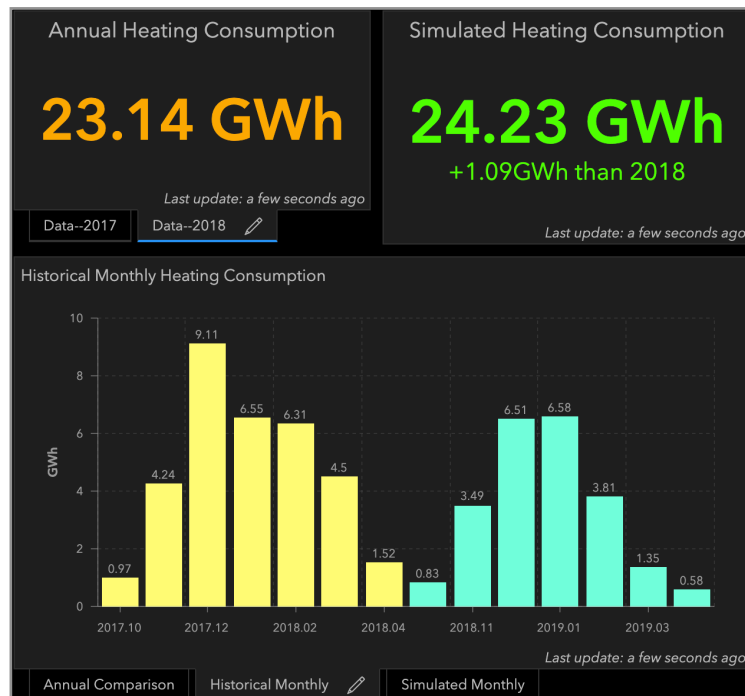 Annual Heating Consumption
23.14 GWh
Last update: a few seconds ago
Data--2017
Data--2018
Simulated Heating Consumption
24.23 GWh
+1.09GWh than 2018
Last update: a few seconds ago
Historical Monthly Heating Consumption
GWh
10
8
6
4
2
0
0.97
4.24
9.11
6.55
6.31
4.5
1.52
0.83
3.49
6.51
6.58
3.81
1.35
0.58
2017.10
2017.12
2018.02
2018.04
2018.11
2019.01
2019.03
Last update: a few seconds ago
Annual Comparison
Historical Monthly
Simulated Monthly